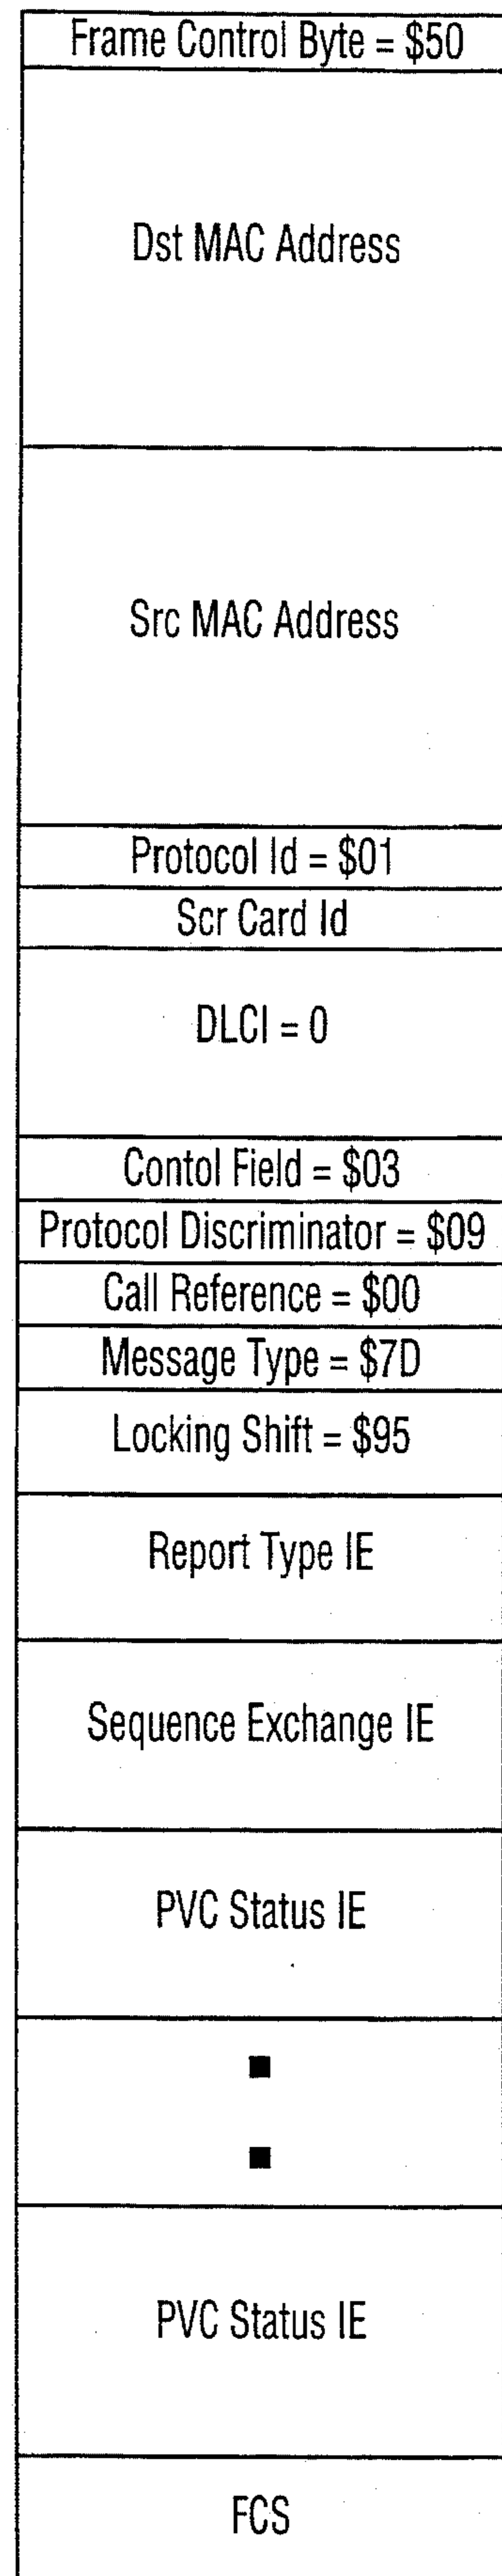 Frame Control Byte = $50
Dst MAC Address
Src MAC Address
Protocol Id = $01
Scr Card Id
DLCI = 0
Contol Field = $03
Protocol Discriminator = $09
Call Reference = $00
Message Type = $7D
Locking Shift = $95
Report Type IE
Sequence Exchange IE
PVC Status IE
PVC Status IE
FCS